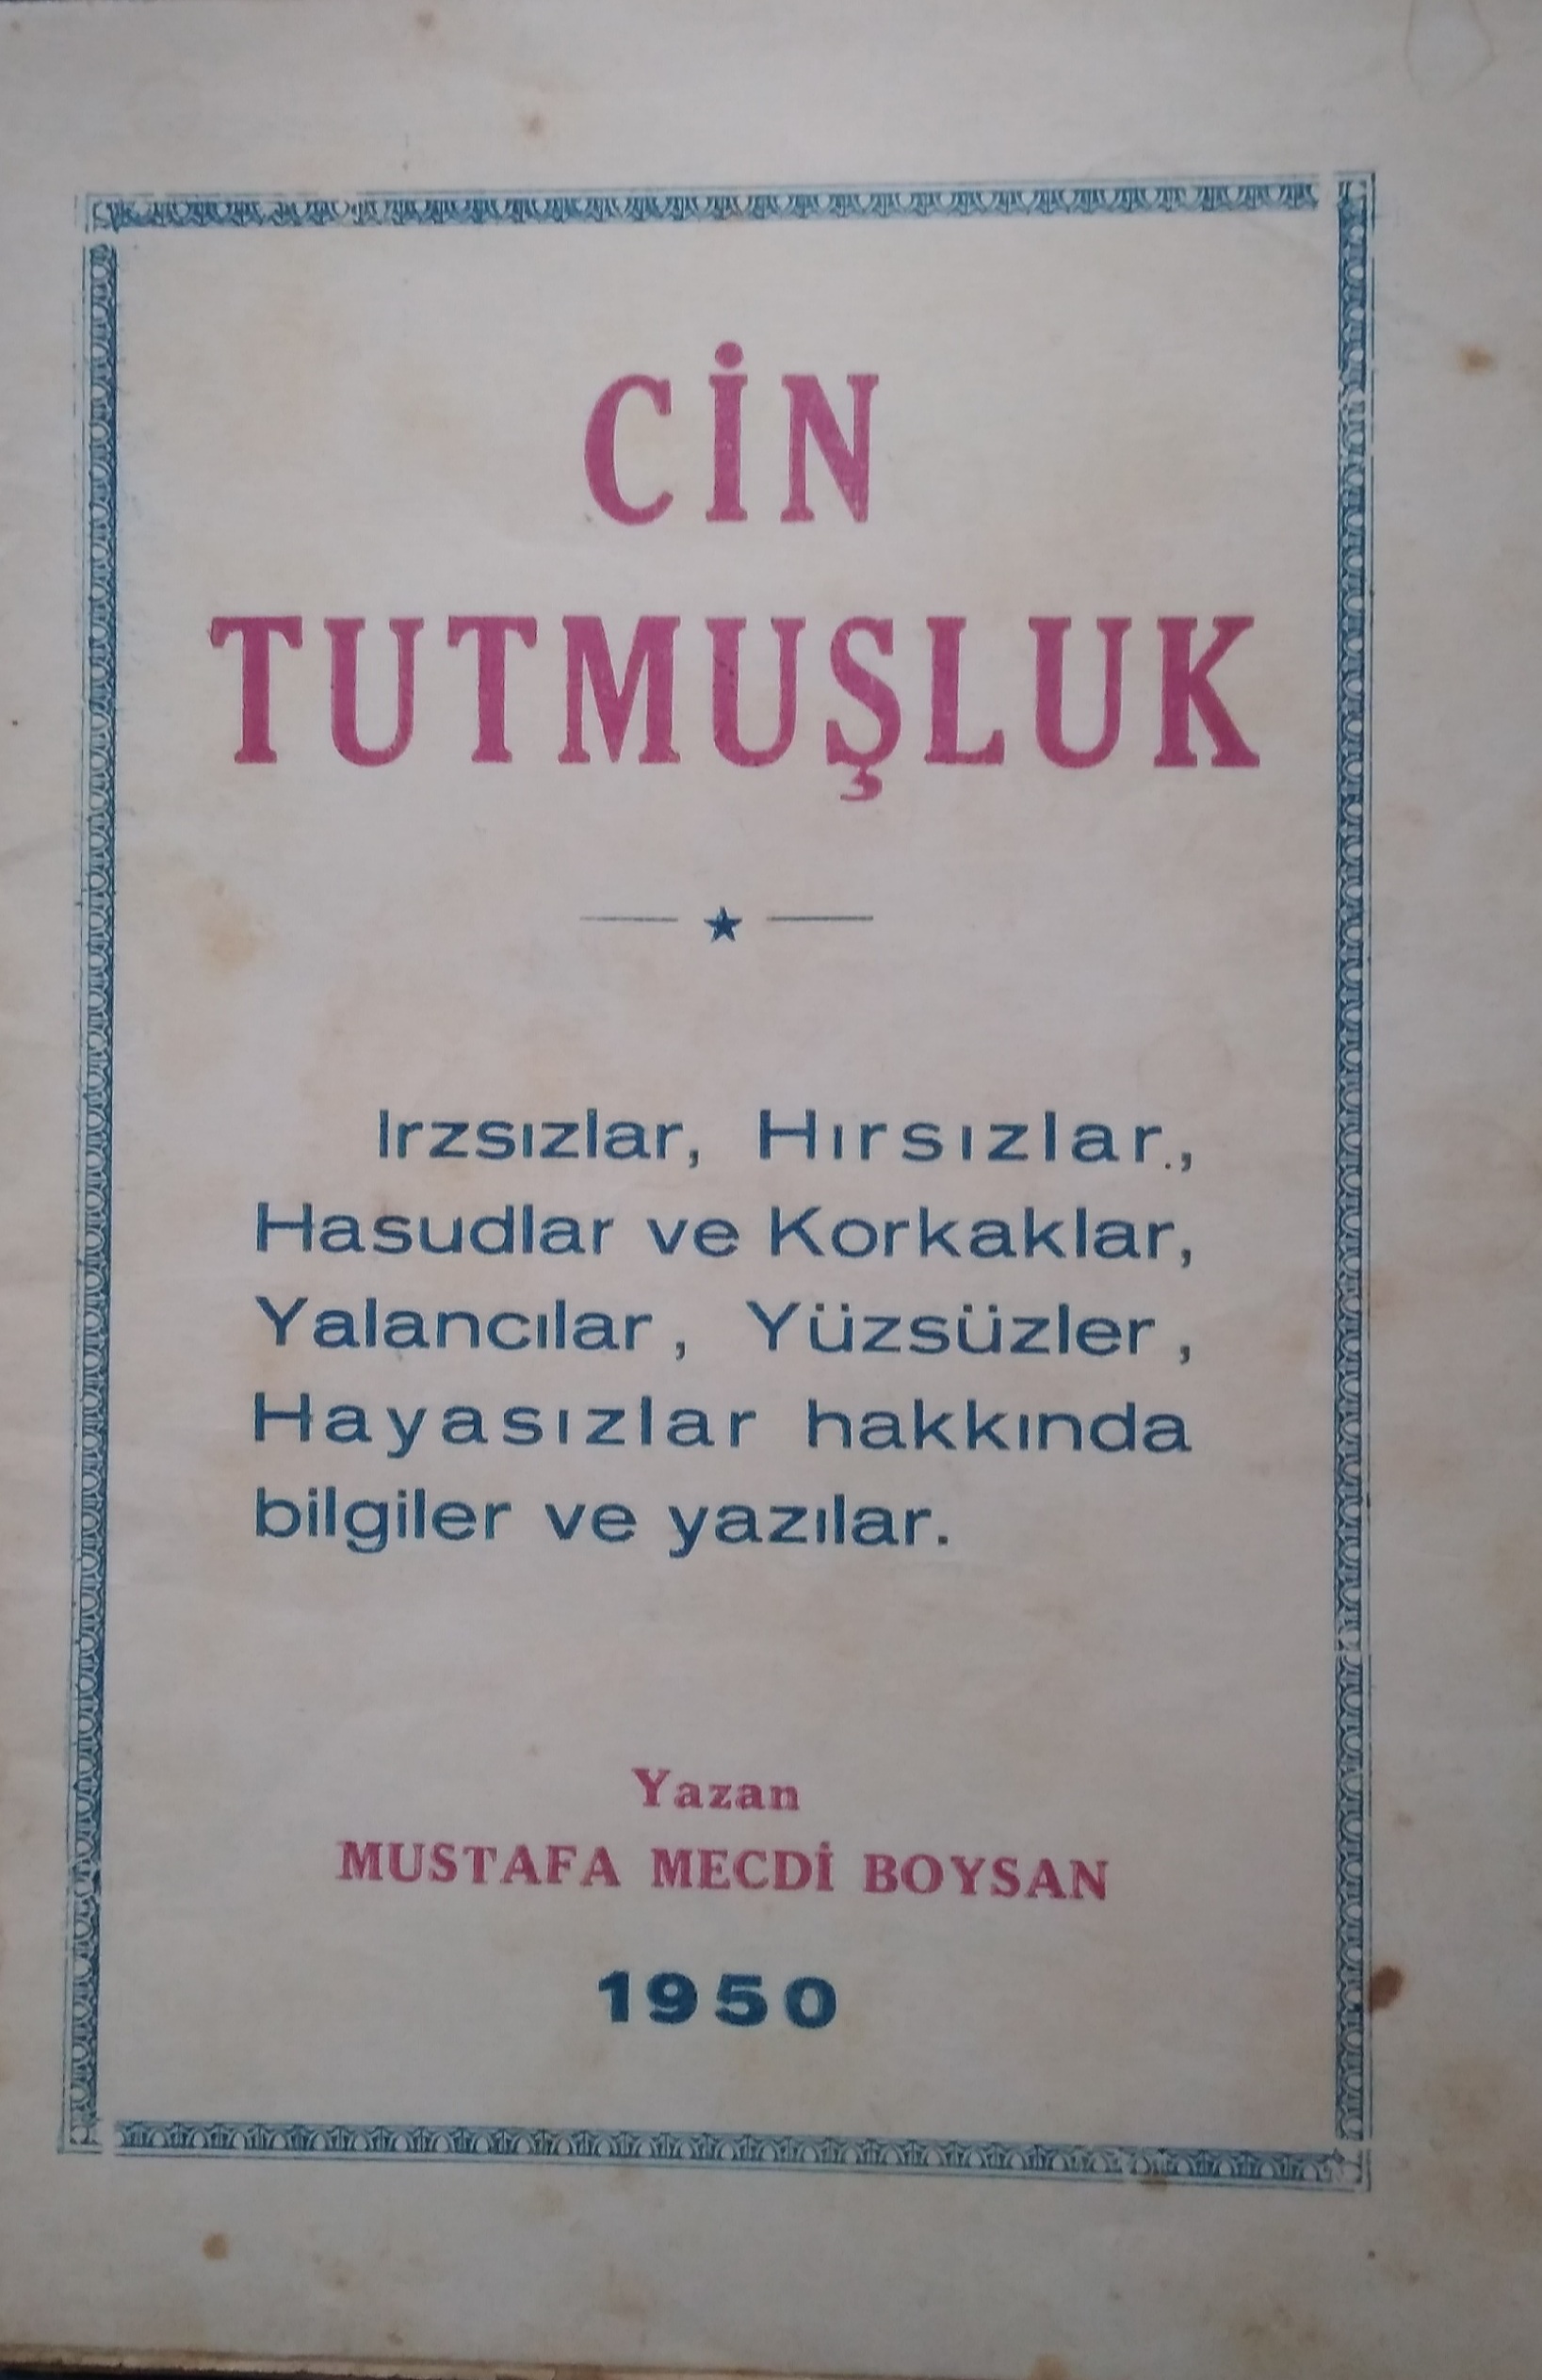 CİN
TUTMUŞLUK
Irzsızlar, Hırsızlar.,
Hasudlar ve Korkaklar,
Yalancılar, Yüzsüzler,
Hayasızlar hakkında
bilgiler ve yazılar.
Yazan
MUSTAFA MECDİ BOYSAN
1950